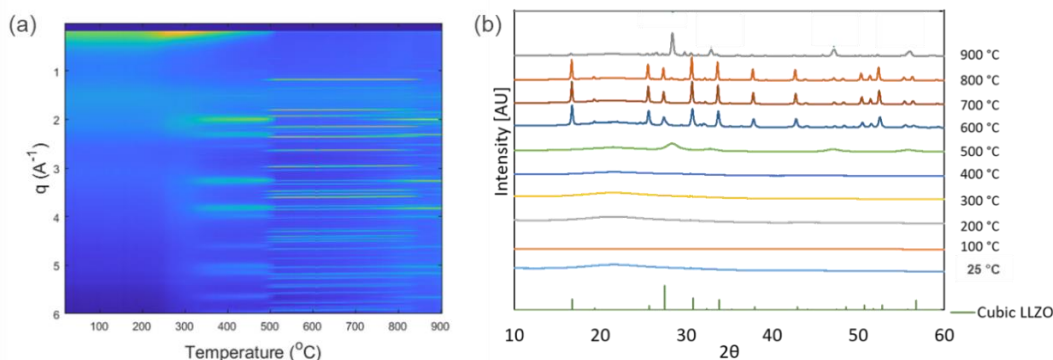 (a)
q (A⁻¹)
1
2
3
4
5
6
100 200 300 400 500 600 700 800 900
Temperature (°C)
(b)
Intensity [AU]
900 °C
800 °C
700 °C
600 °C
500 °C
400 °C
300 °C
200 °C
100 °C
25 °C
Cubic LLZO
10 20 30 40 50 60
2θ